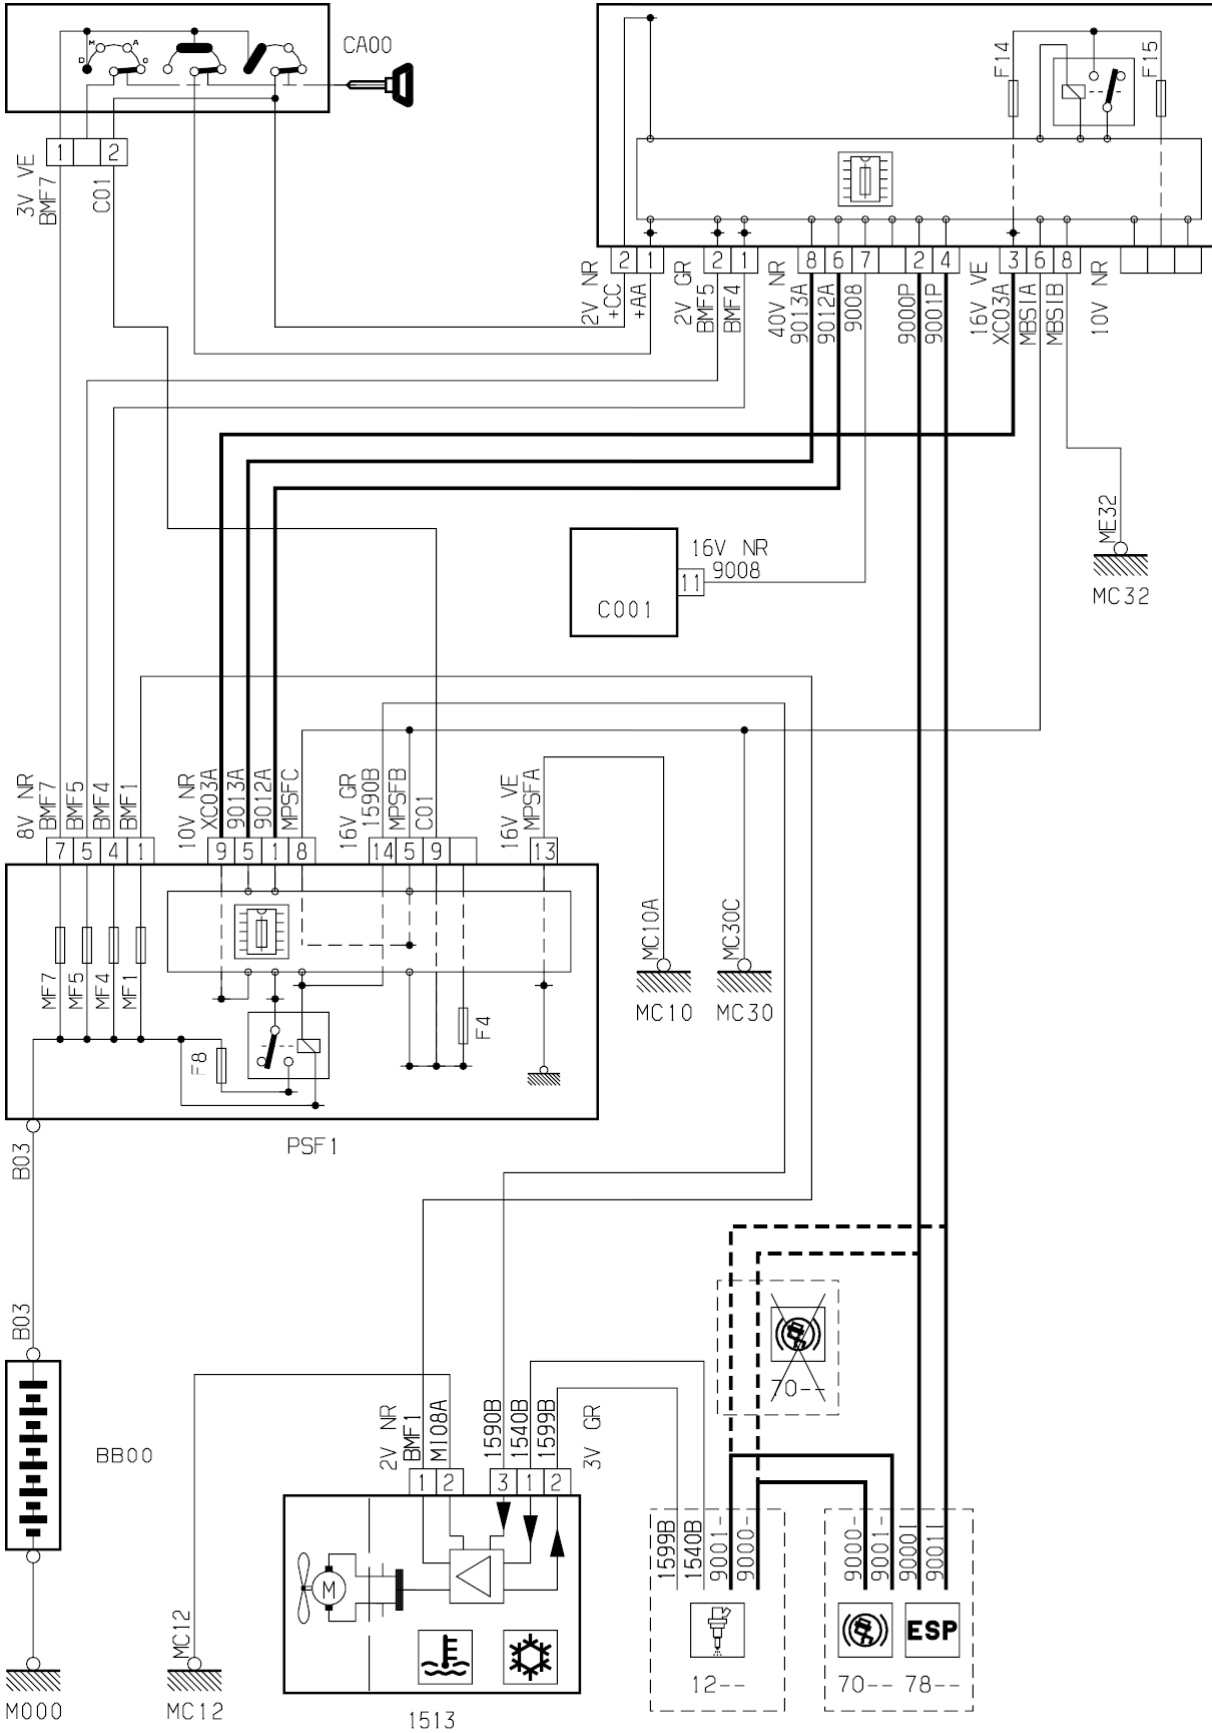 M
A
D
C
CA00
F14
F15
1
2
3V VE
BMF7
C01
2
1
2
1
8
6
7
2
4
3
6
8
2V NR
+CC
+AA
2V GR
BMF5
BMF4
40V NR
9013A
9012A
9008
9000P
9001P
16V VE
XC03A
MBSIA
MBSIB
10V NR
16V NR
9008
11
C001
ME32
MC32
8V NR
BMF7
BMF5
BMF4
BMF1
10V NR
XC03A
9013A
9012A
MPSFC
16V GR
1590B
MPSFB
C01
16V VE
MPSFA
7
5
4
1
9
5
1
8
14
5
9
13
MF7
MF5
MF4
MF1
F8
F4
MC10A
MC10
MC30C
MC30
PSF1
B03
B03
BB00
M000
MC12
MC12
2V NR
BMF1
M108A
1590B
1540B
1599B
3V GR
1
2
3
1
2
M
1513
70--
1599B
1540B
9001-
9000-
12--
9000-
9001-
9000I
9001I
ESP
70--
78--